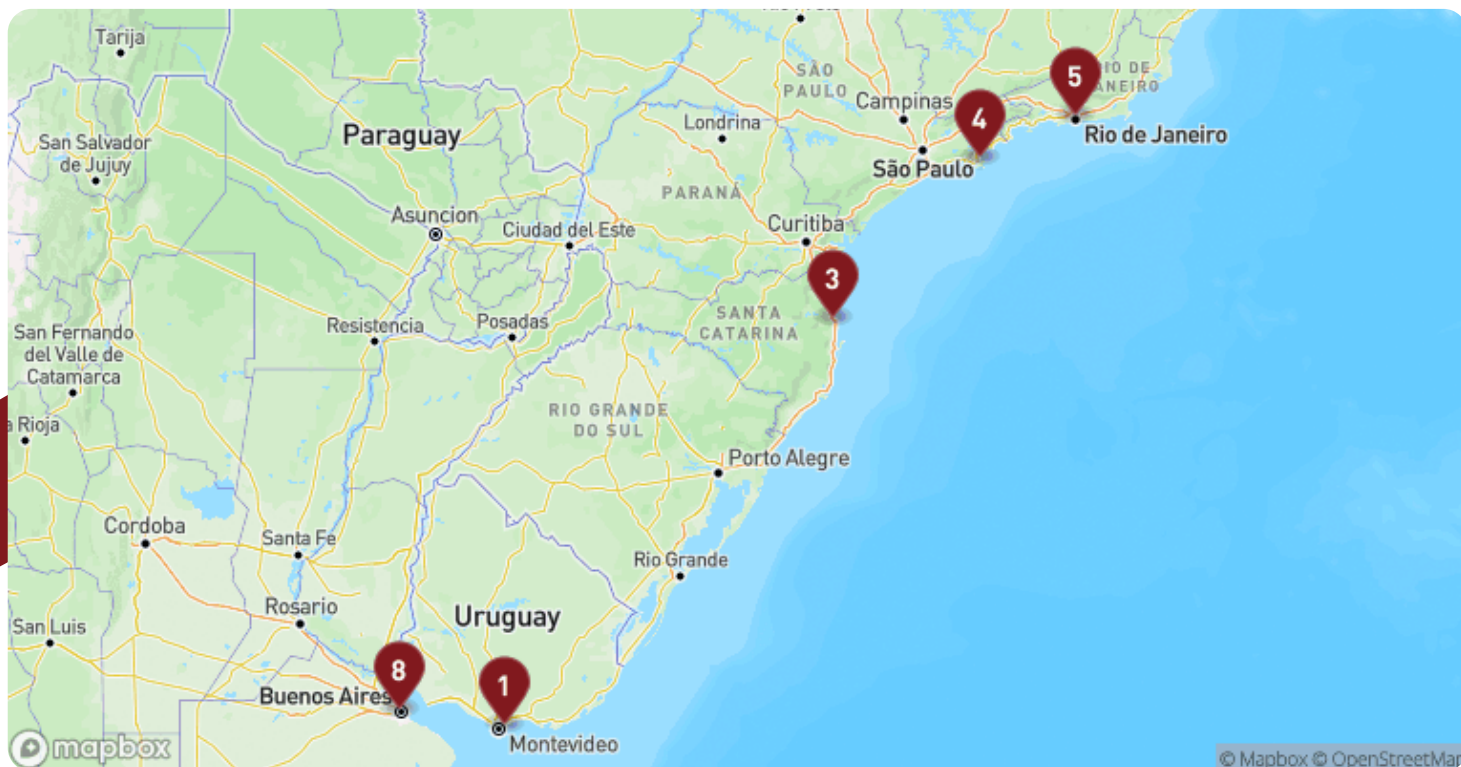 Tarija
SÃO
PAULO
5
RIO DE
JANEIRO
Campinas
4
Paraguay
Londrina
Rio de Janeiro
San Salvador
de Jujuy
São Paulo
PARANÁ
Asuncion
Ciudad del Este
Curitiba
3
SANTA
CATARINA
Resistencia
Posadas
San Fernando
del Valle de
Catamarca
RIO GRANDE
DO SUL
a Rioja
Porto Alegre
Cordoba
Santa Fe
Rio Grande
Rosario
Uruguay
San Luis
8
1
Buenos Aires
Montevideo
mapbox
© Mapbox © OpenStreetMap